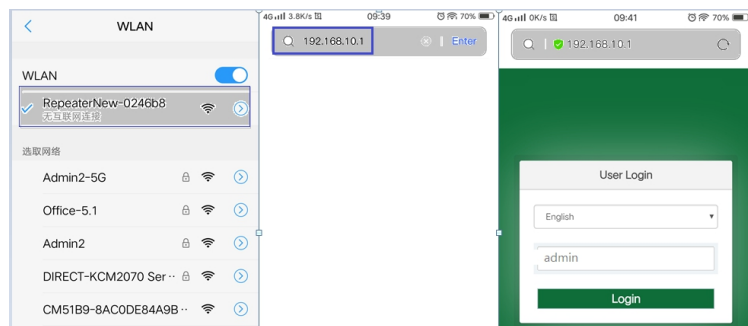 WLAN
WLAN
RepeaterNew-0246b8
无互联网连接
选取网络
Admin2-5G
Office-5.1
Admin2
DIRECT-KCM2070 Ser··
CM51B9-8AC0DE84A9B··
4G 3.8K/s 09:39 70%
192.168.10.1 Enter
4G 0K/s 09:41 70%
192.168.10.1
User Login
English
admin
Login